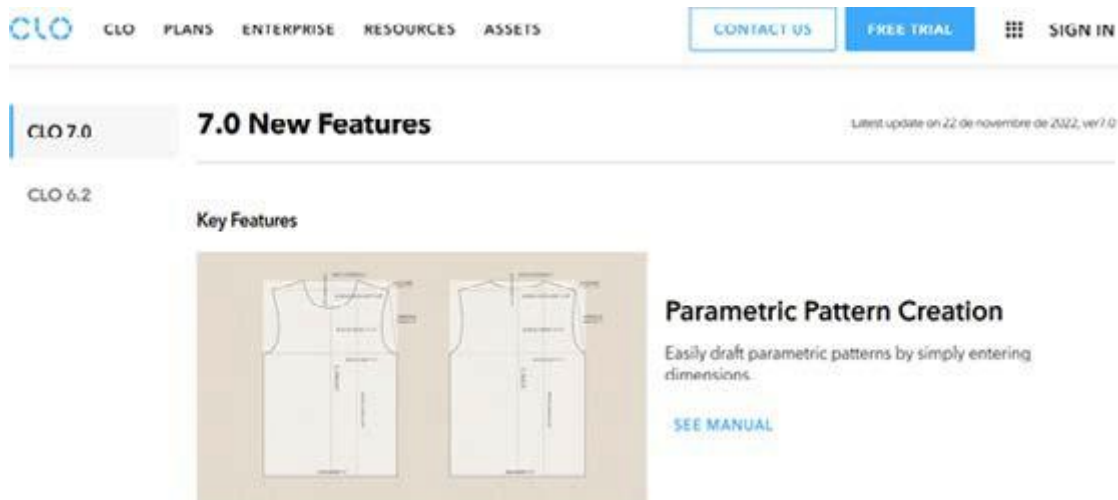 CLO CLO PLANS ENTERPRISE RESOURCES ASSETS CONTACT US FREE TRIAL SIGN IN
CLO 7.0
7.0 New Features
Latest update on 22 de novembre de 2022, ver7.0
CLO 6.2
Key Features
Parametric Pattern Creation
Easily draft parametric patterns by simply entering
dimensions.
SEE MANUAL